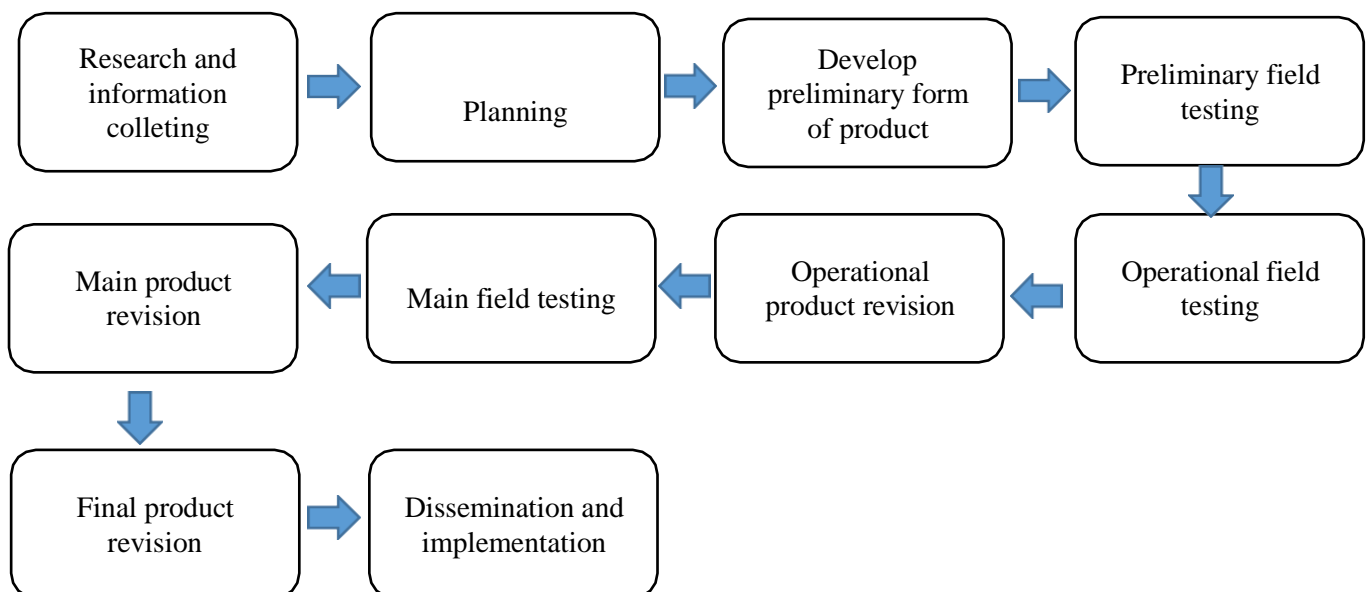 Research and
information
colleting
Planning
Develop
preliminary form
of product
Preliminary field
testing
Operational field
testing
Operational
product revision
Main field testing
Main product
revision
Final product
revision
Dissemination and
implementation